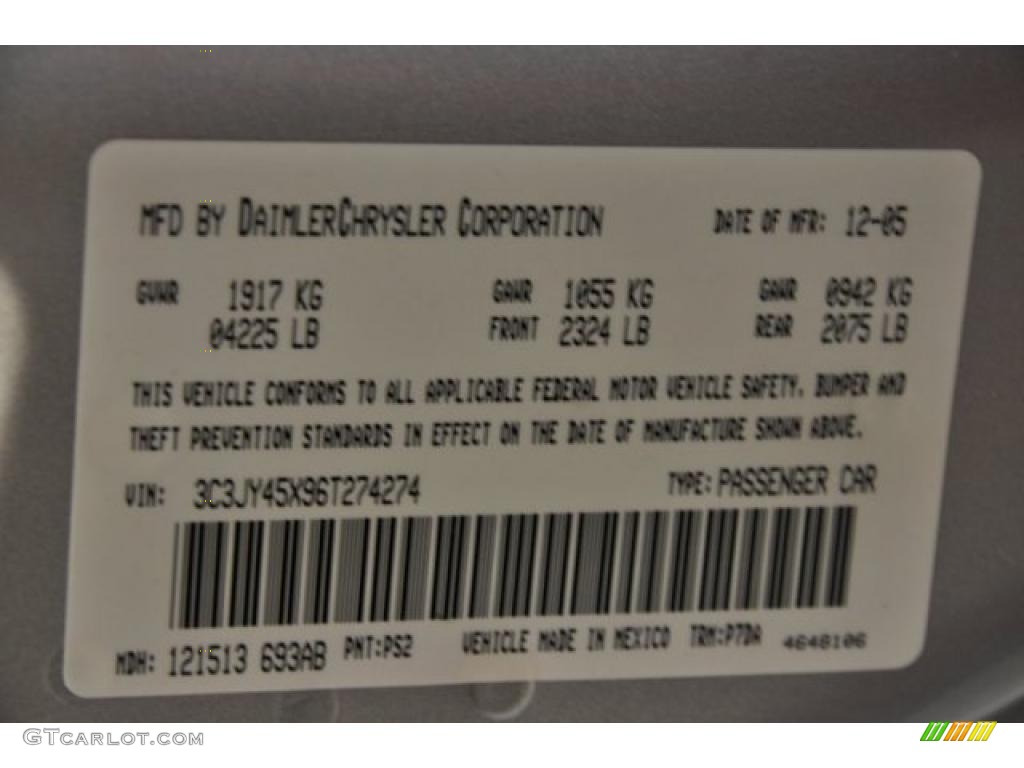 MFD BY DAIMLERCHRYSLER CORPORATION DATE OF MFR: 12-05
GVWR 1917 KG GAWR 1055 KG GAWR 0942 KG
04225 LB FRONT 2324 LB REAR 2075 LB
THIS VEHICLE CONFORMS TO ALL APPLICABLE FEDERAL MOTOR VEHICLE SAFETY, BUMPER AND
THEFT PREVENTION STANDARDS IN EFFECT ON THE DATE OF MANUFACTURE SHOWN ABOVE.
VIN: 3C3JY45X96T274274 TYPE: PASSENGER CAR
MDH: 121513 693AB PNT:PS2 VEHICLE MADE IN MEXICO TRM:P7DA 4648106
GTCARLOT.COM